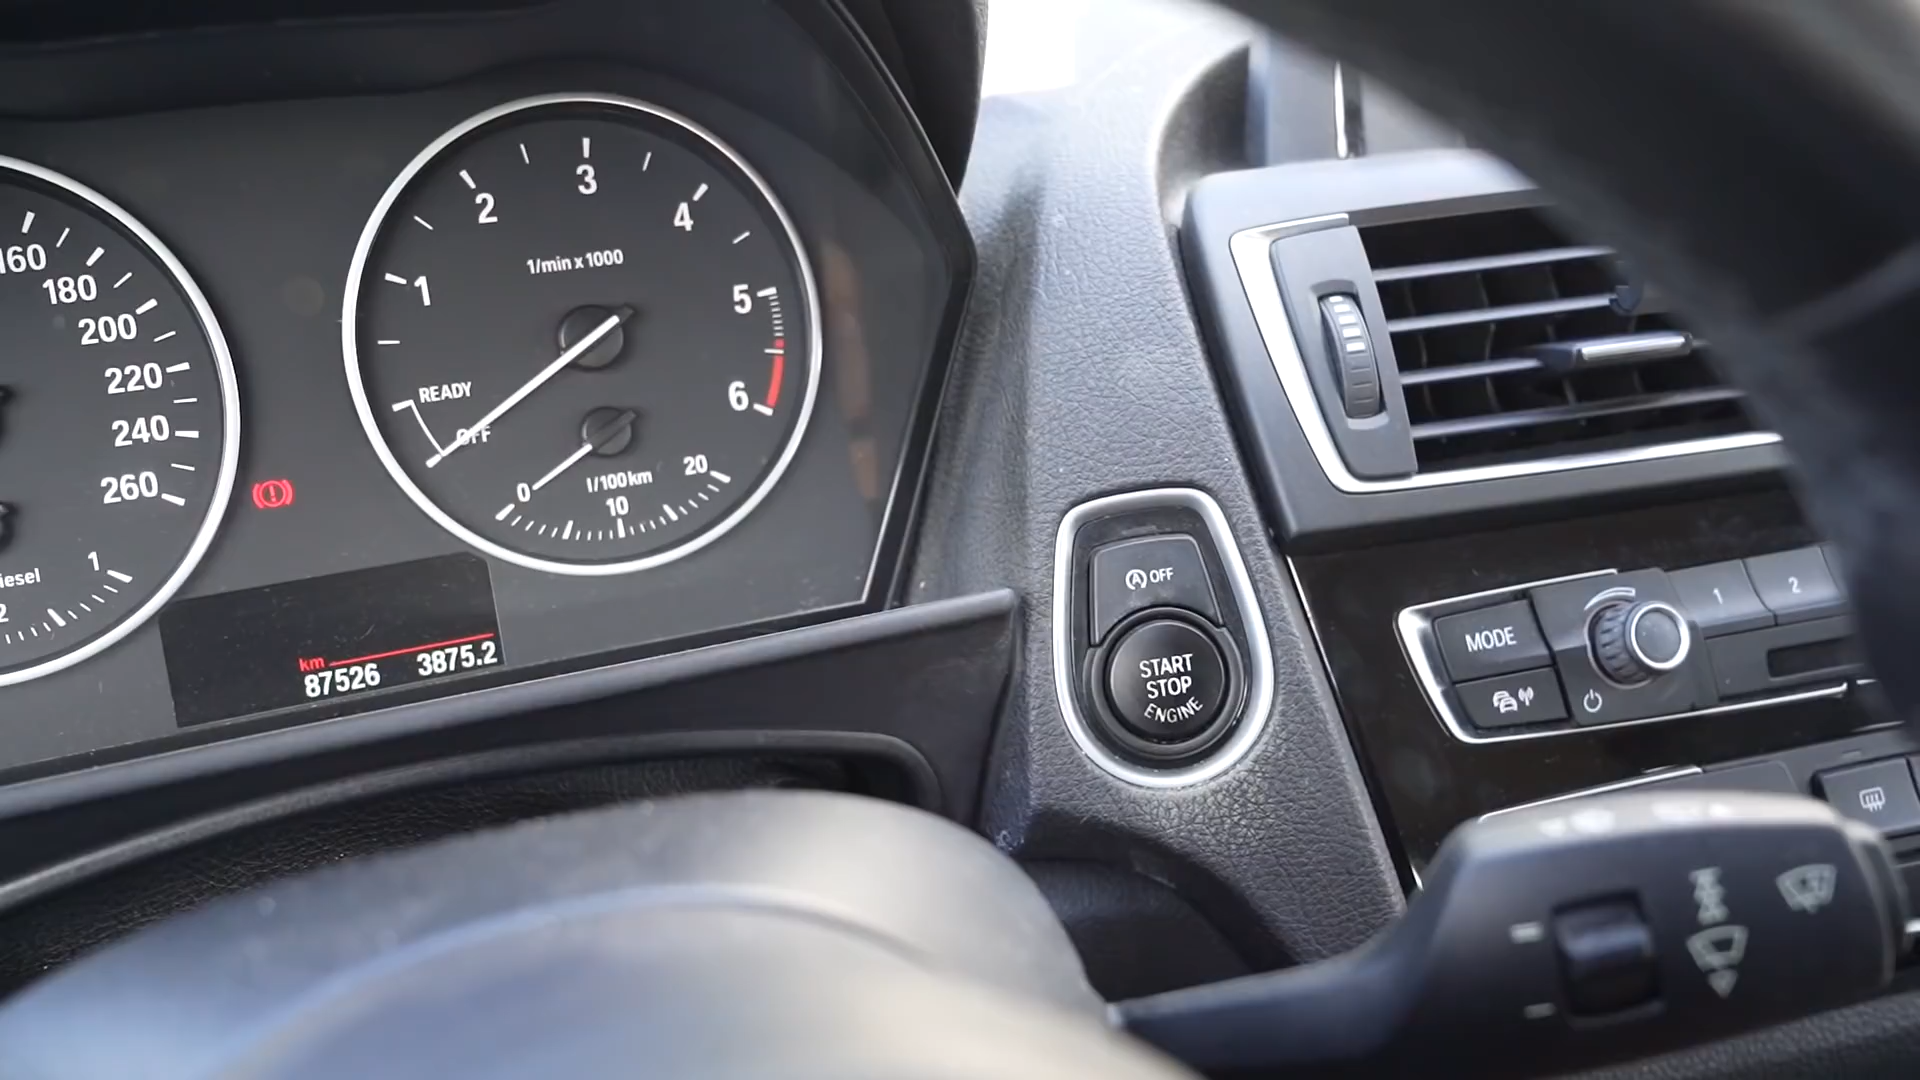 160
180
200
220
240
260
iesel
1
2
1
2
3
4
5
6
1/min x 1000
READY
OFF
0
l/100km
10
20
km
87526 3875.2
A OFF
START
STOP
ENGINE
MODE
1
2